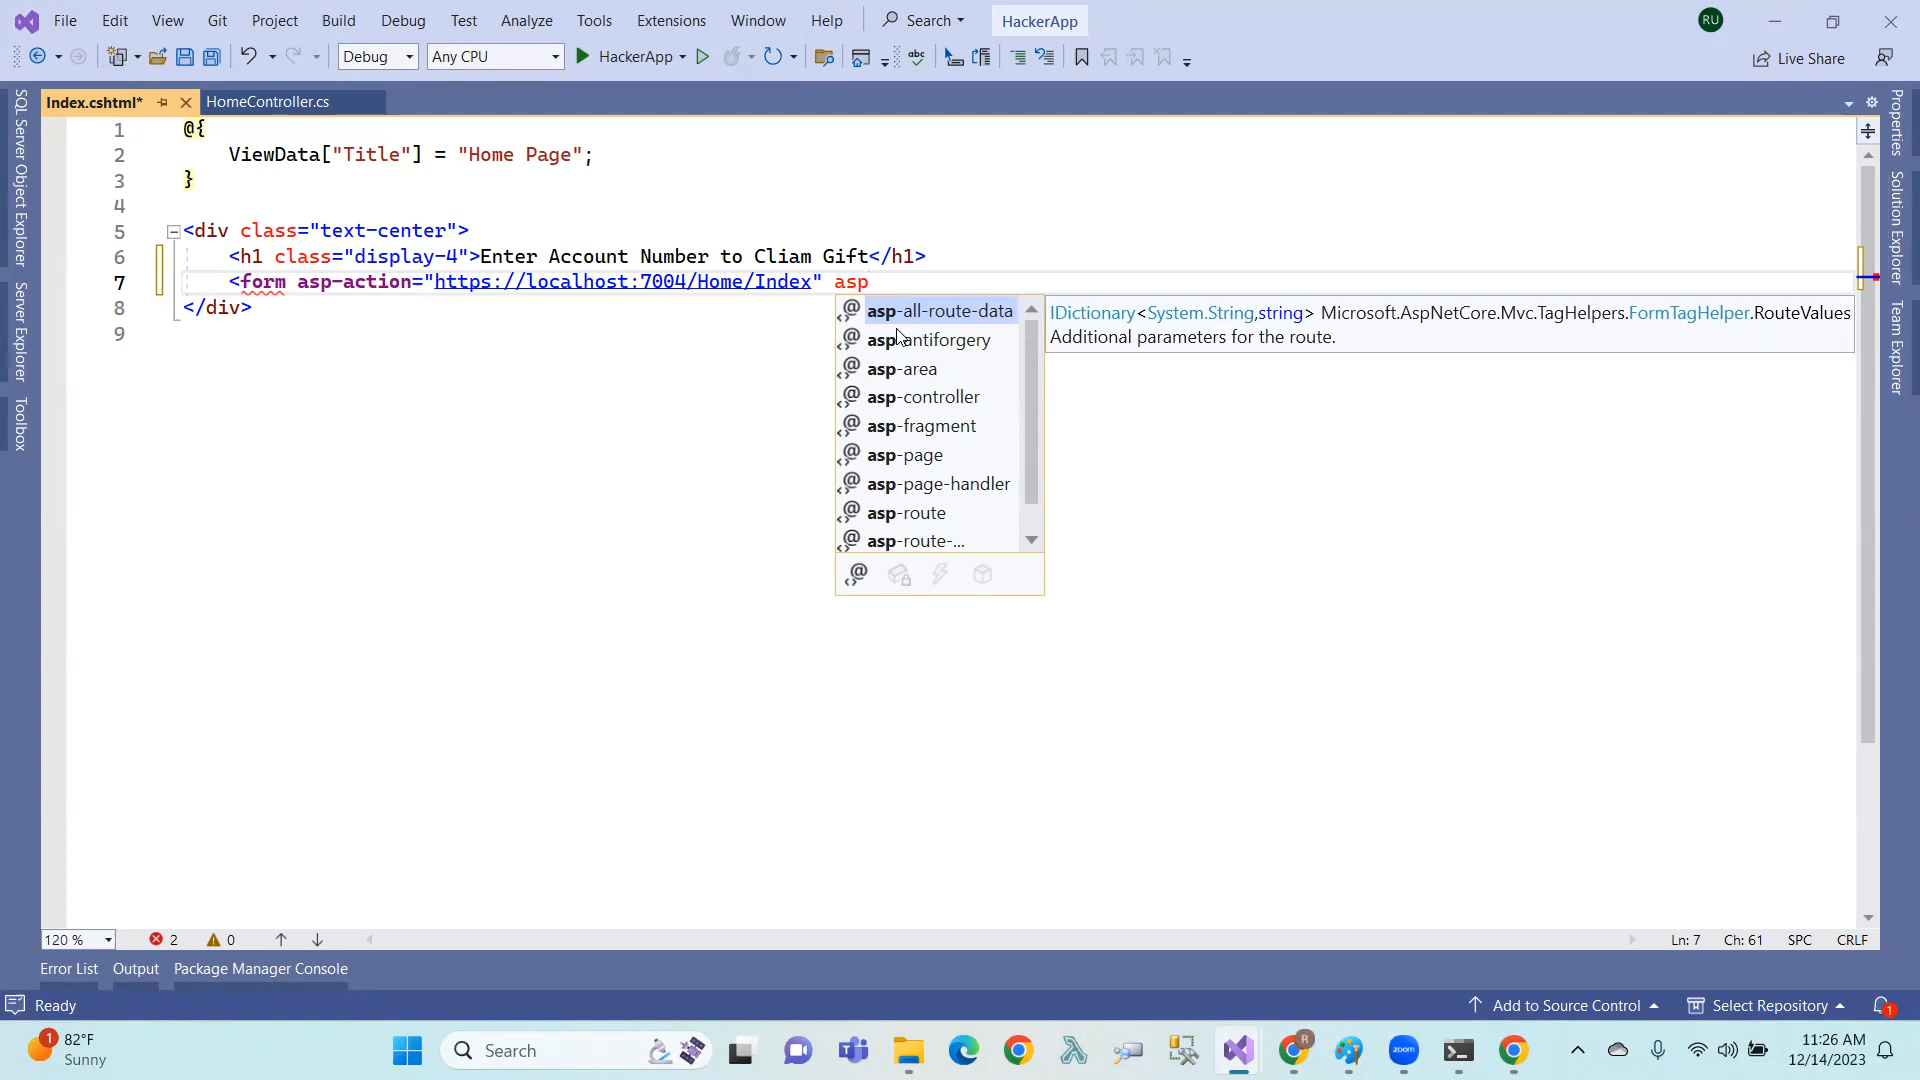 File Edit View Git Project Build Debug Test Analyze Tools Extensions Window Help Search HackerApp RU
Debug Any CPU HackerApp abc Live Share
Index.cshtml* HomeController.cs
SQL Server Object Explorer
Server Explorer
Toolbox
1 @{
2 ViewData["Title"] = "Home Page";
3 }
4
5 <div class="text-center">
6 <h1 class="display-4">Enter Account Number to Cliam Gift</h1>
7 <form asp-action="https://localhost:7004/Home/Index" asp
8 </div>
9
asp-all-route-data
asp-antiforgery
asp-area
asp-controller
asp-fragment
asp-page
asp-page-handler
asp-route
asp-route-...
IDictionary<System.String,string> Microsoft.AspNetCore.Mvc.TagHelpers.FormTagHelper.RouteValues
Additional parameters for the route.
Properties
Solution Explorer
Team Explorer
120 % 2 0 Ln: 7 Ch: 61 SPC CRLF
Error List Output Package Manager Console
Ready Add to Source Control Select Repository 1
1 82°F
Sunny
Search
R
zoom
11:26 AM
12/14/2023